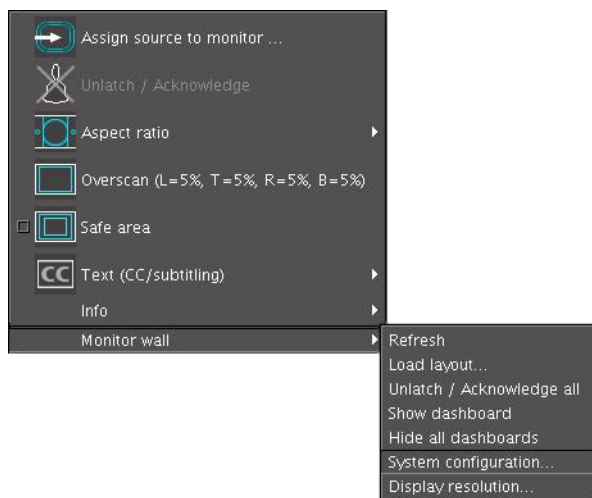 Assign source to monitor ...
Unlatch / Acknowledge
Aspect ratio
Overscan (L=5%, T=5%, R=5%, B=5%)
Safe area
CC Text (CC/subtitling)
Info
Monitor wall
Refresh
Load layout...
Unlatch / Acknowledge all
Show dashboard
Hide all dashboards
System configuration...
Display resolution...